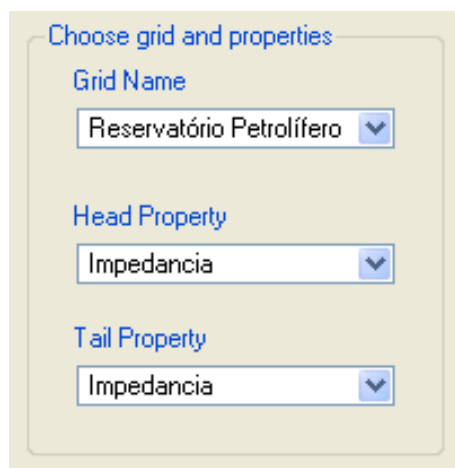 Choose grid and properties
Grid Name
Reservatório Petrolífero
Head Property
Impedancia
Tail Property
Impedancia